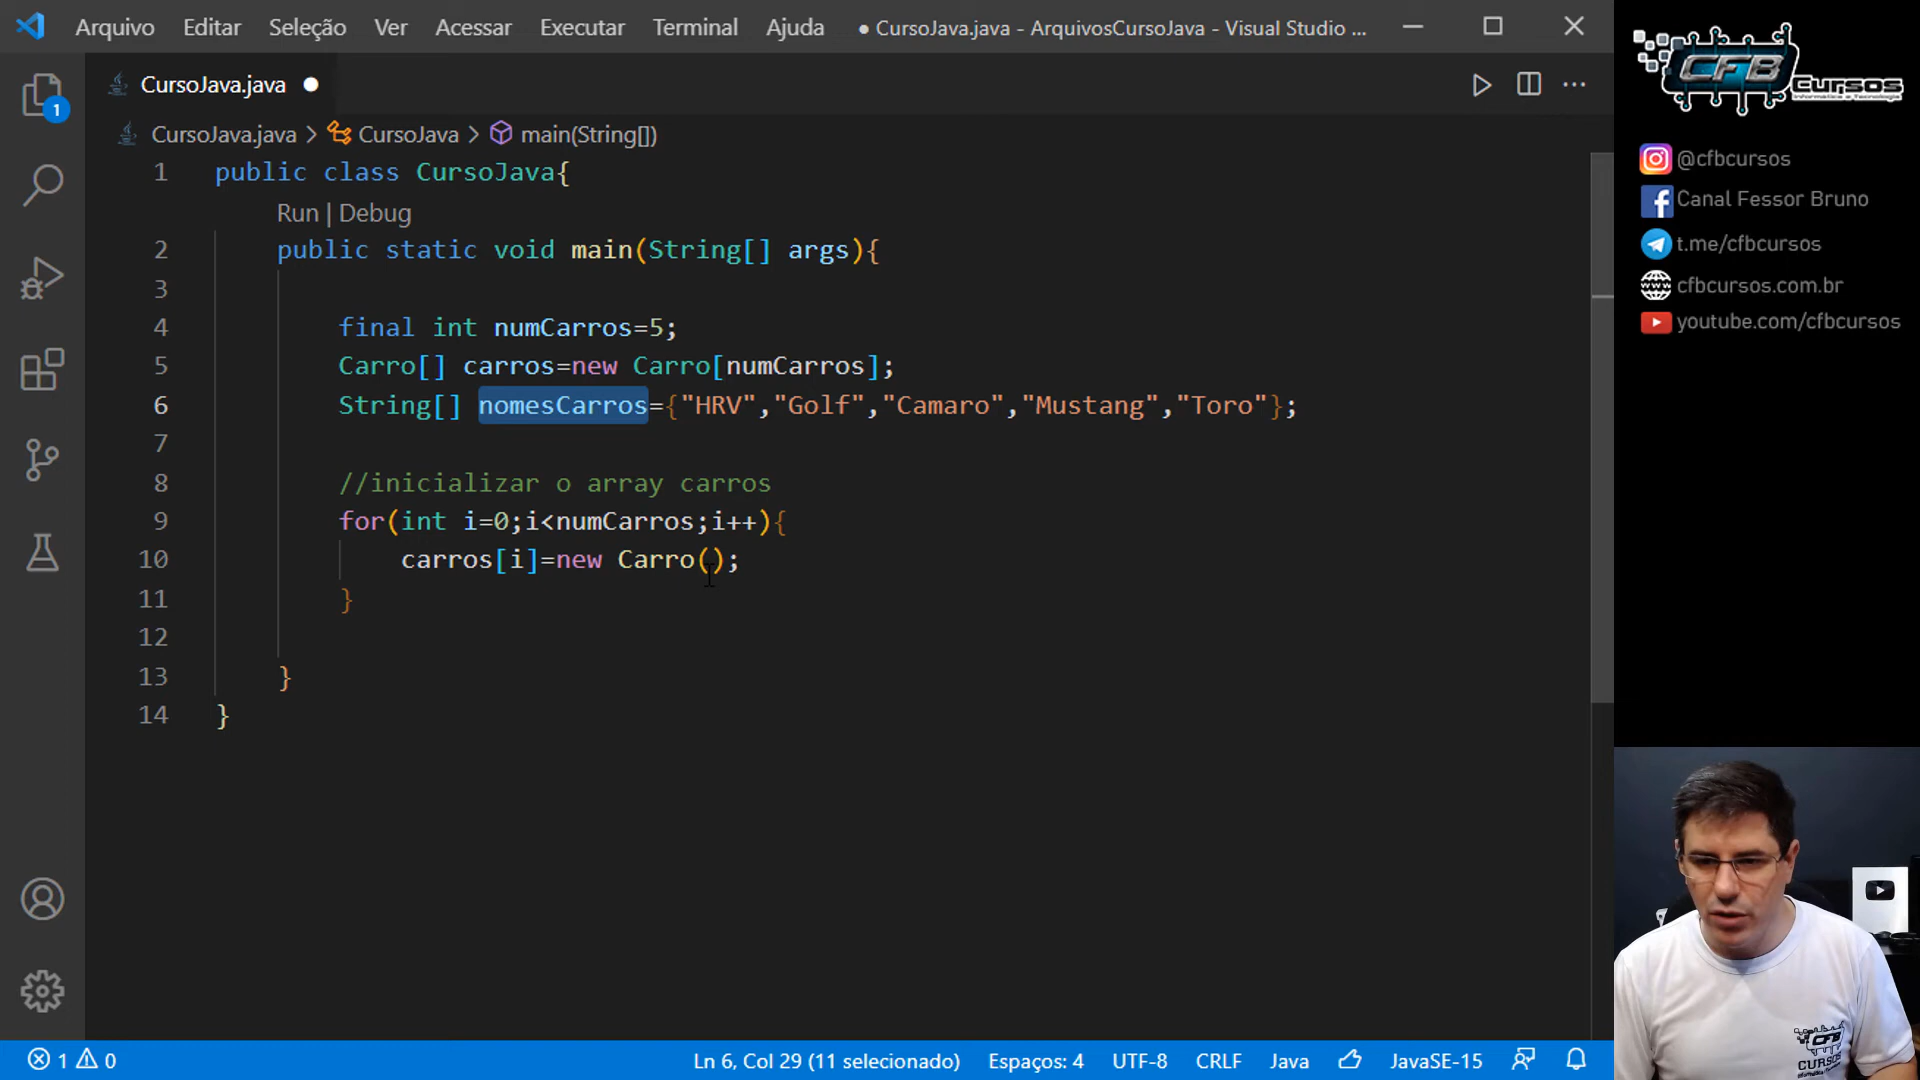 Arquivo Editar Seleção Ver Acessar Executar Terminal Ajuda ● CursoJava.java - ArquivosCursoJava - Visual Studio ...
CursoJava.java
1
CursoJava.java > CursoJava > main(String[])
1 public class CursoJava{
Run | Debug
2 public static void main(String[] args){
3
4 final int numCarros=5;
5 Carro[] carros=new Carro[numCarros];
6 String[] nomesCarros={"HRV","Golf","Camaro","Mustang","Toro"};
7
8 //inicializar o array carros
9 for(int i=0;i<numCarros;i++){
10 carros[i]=new Carro();
11 }
12
13 }
14 }
1 0 Ln 6, Col 29 (11 selecionado) Espaços: 4 UTF-8 CRLF Java JavaSE-15
CFB Cursos
@cfbcursos
Canal Fessor Bruno
t.me/cfbcursos
cfbcursos.com.br
youtube.com/cfbcursos
CFB
CURSOS